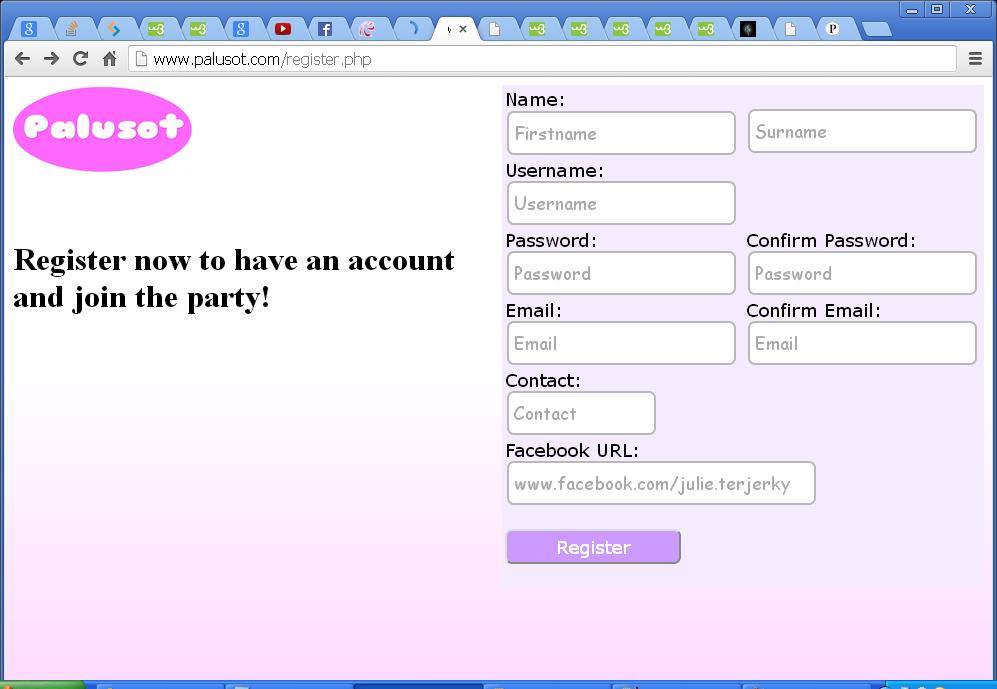 www.palusot.com/register.php
Palusot
Register now to have an account
and join the party!
Name:
Firstname
Surname
Username:
Username
Password:
Confirm Password:
Password
Password
Email:
Confirm Email:
Email
Email
Contact:
Contact
Facebook URL:
www.facebook.com/julie.terjerky
Register